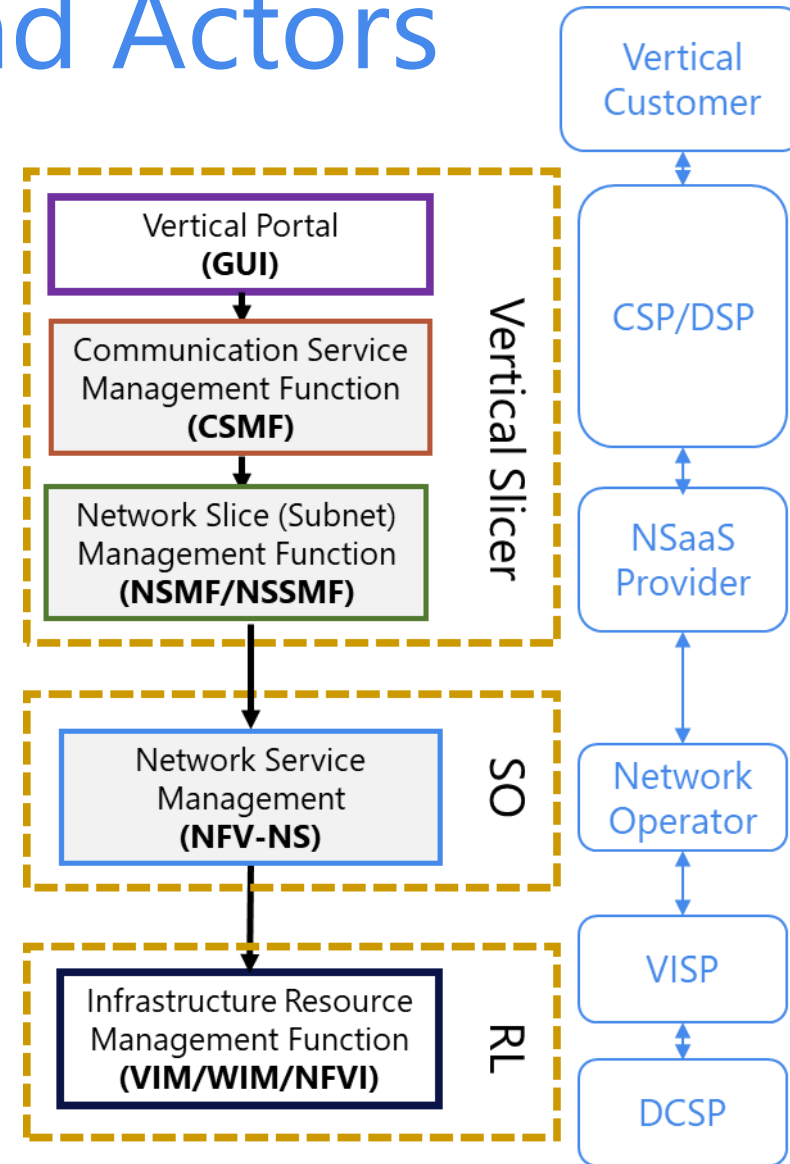 nd Actors
Vertical Portal
(GUI)
Communication Service
Management Function
(CSMF)
Network Slice (Subnet)
Management Function
(NSMF/NSSMF)
Vertical Slicer
Network Service
Management
(NFV-NS)
SO
Infrastructure Resource
Management Function
(VIM/WIM/NFVI)
RL
Vertical
Customer
CSP/DSP
NSaaS
Provider
Network
Operator
VISP
DCSP